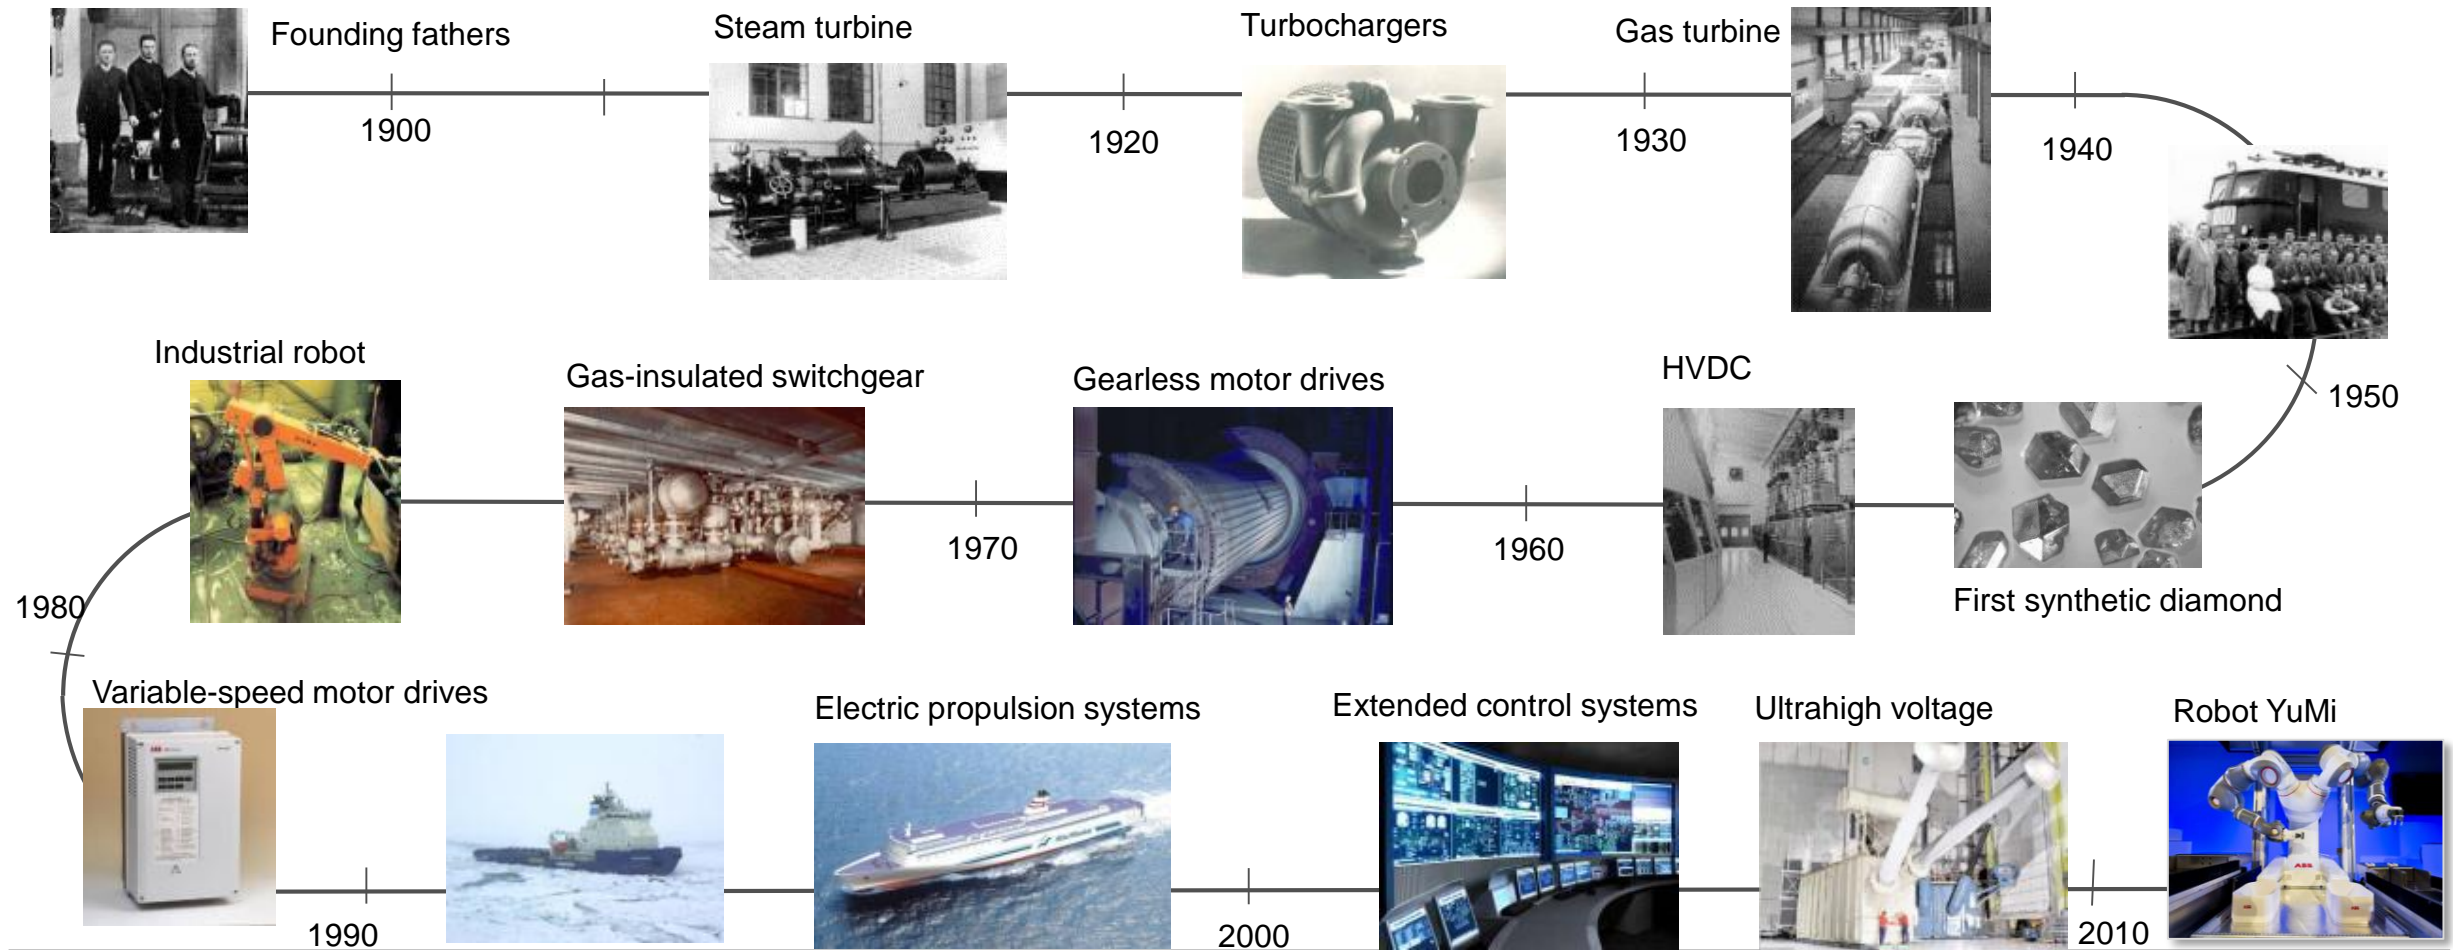 Founding fathers
Steam turbine
Turbochargers
Gas turbine
1900
1920
1930
1940
Industrial robot
Gas-insulated switchgear
Gearless motor drives
HVDC
1950
1970
1960
1980
First synthetic diamond
Variable-speed motor drives
Electric propulsion systems
Extended control systems
Ultrahigh voltage
Robot YuMi
ABB
ABB
1990
2000
2010